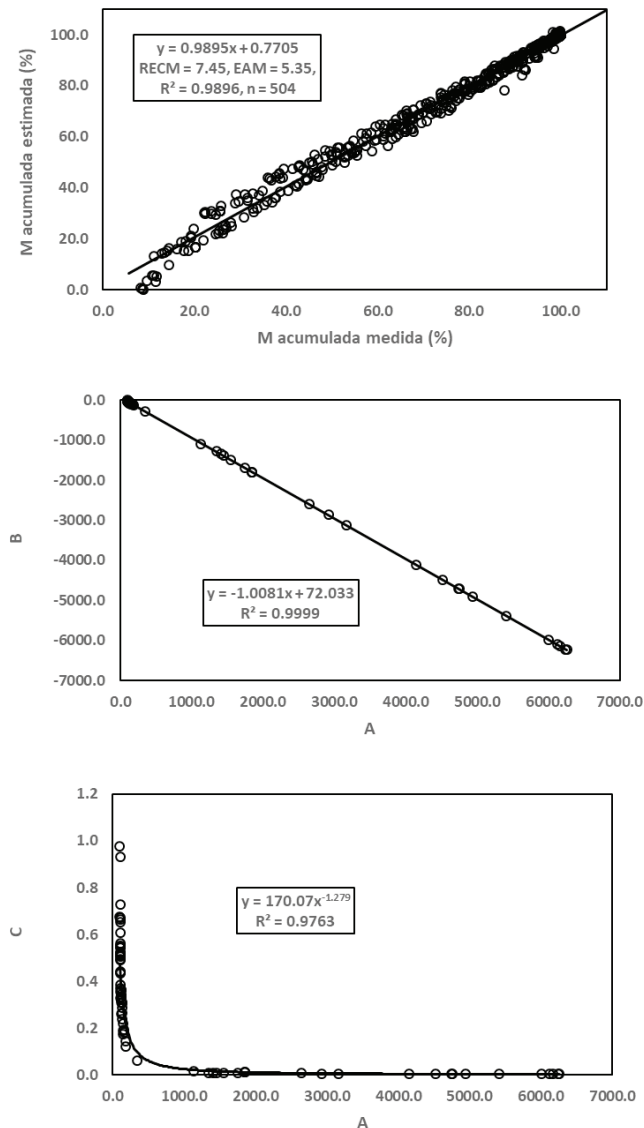 100.0
80.0
60.0
40.0
20.0
0.0
M acumulada estimada (%)
y = 0.9895x + 0.7705
RECM = 7.45, EAM = 5.35,
R² = 0.9896, n = 504
0.0 20.0 40.0 60.0 80.0 100.0
M acumulada medida (%)
0.0
-1000.0
-2000.0
-3000.0
-4000.0
-5000.0
-6000.0
-7000.0
B
y = -1.0081x + 72.033
R² = 0.9999
0.0 1000.0 2000.0 3000.0 4000.0 5000.0 6000.0 7000.0
A
1.2
1.0
0.8
0.6
0.4
0.2
0.0
C
y = 170.07x^-1.279
R² = 0.9763
0.0 1000.0 2000.0 3000.0 4000.0 5000.0 6000.0 7000.0
A